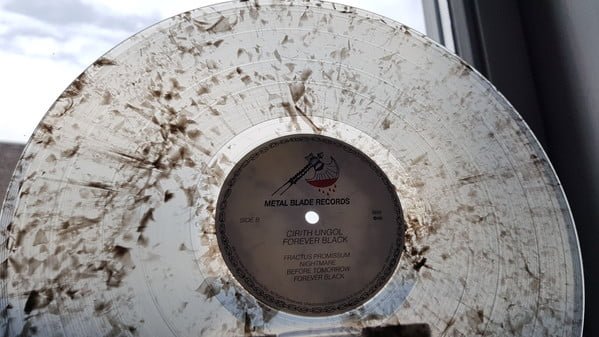 METAL BLADE RECORDS
SIDE B
CIRITH UNGOL
FOREVER BLACK
FRACTUS PROMISSUM
NIGHTMARE
BEFORE TOMORROW
FOREVER BLACK